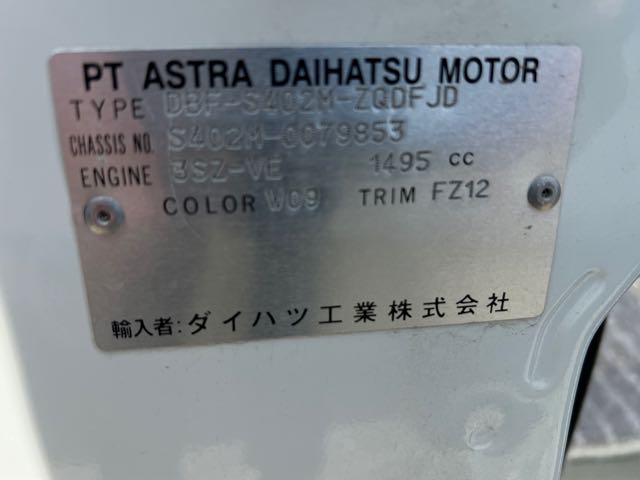 PT ASTRA DAIHATSU MOTOR
TYPE DBF-S402M-ZQDFJD
CHASSIS NO. S402M-0079853
ENGINE 3SZ-VE 1495 cc
COLOR W09 TRIM FZ12
輸入者:ダイハツ工業株式会社